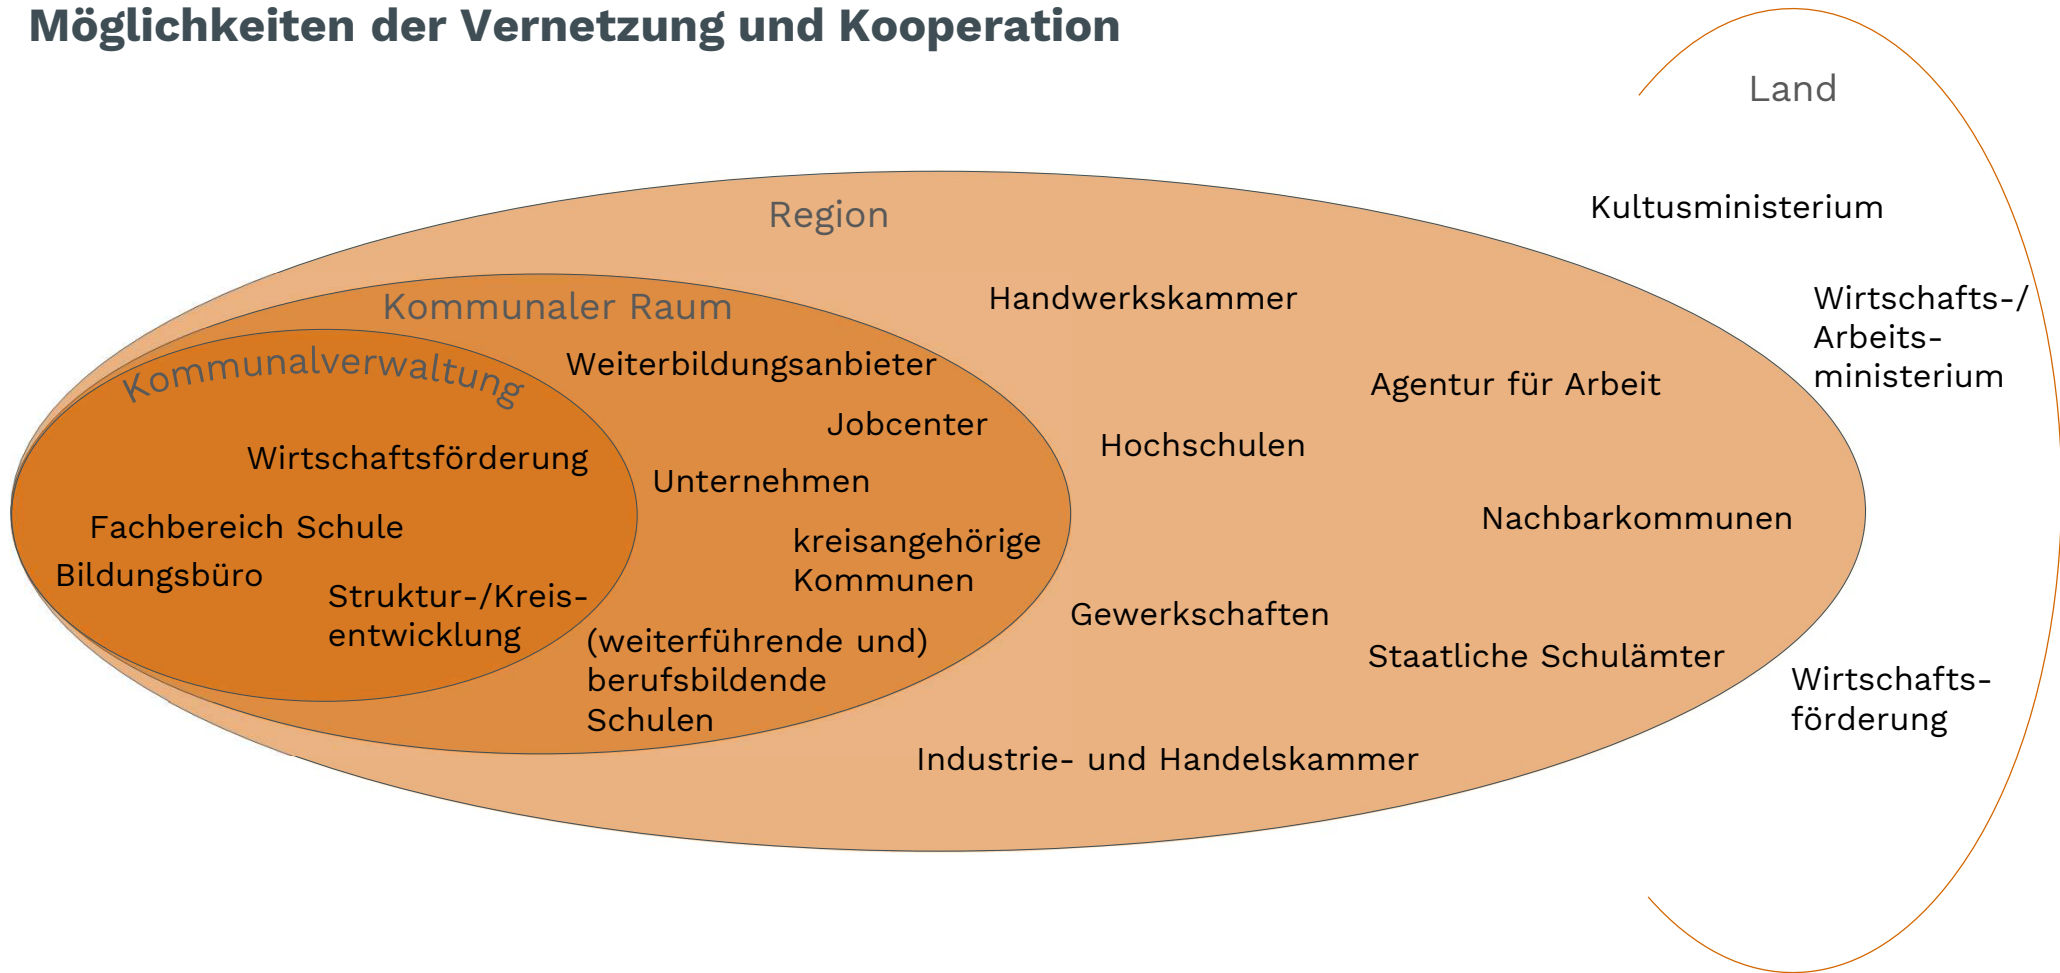 Möglichkeiten der Vernetzung und Kooperation
Land
Kultusministerium
Wirtschafts-/
Arbeits-
ministerium
Wirtschafts-
förderung
Region
Handwerkskammer
Agentur für Arbeit
Hochschulen
Nachbarkommunen
Gewerkschaften
Staatliche Schulämter
Industrie- und Handelskammer
Kommunaler Raum
Weiterbildungsanbieter
Jobcenter
Unternehmen
kreisangehörige
Kommunen
(weiterführende und)
berufsbildende
Schulen
Kommunalverwaltung
Wirtschaftsförderung
Fachbereich Schule
Bildungsbüro
Struktur-/Kreis-
entwicklung